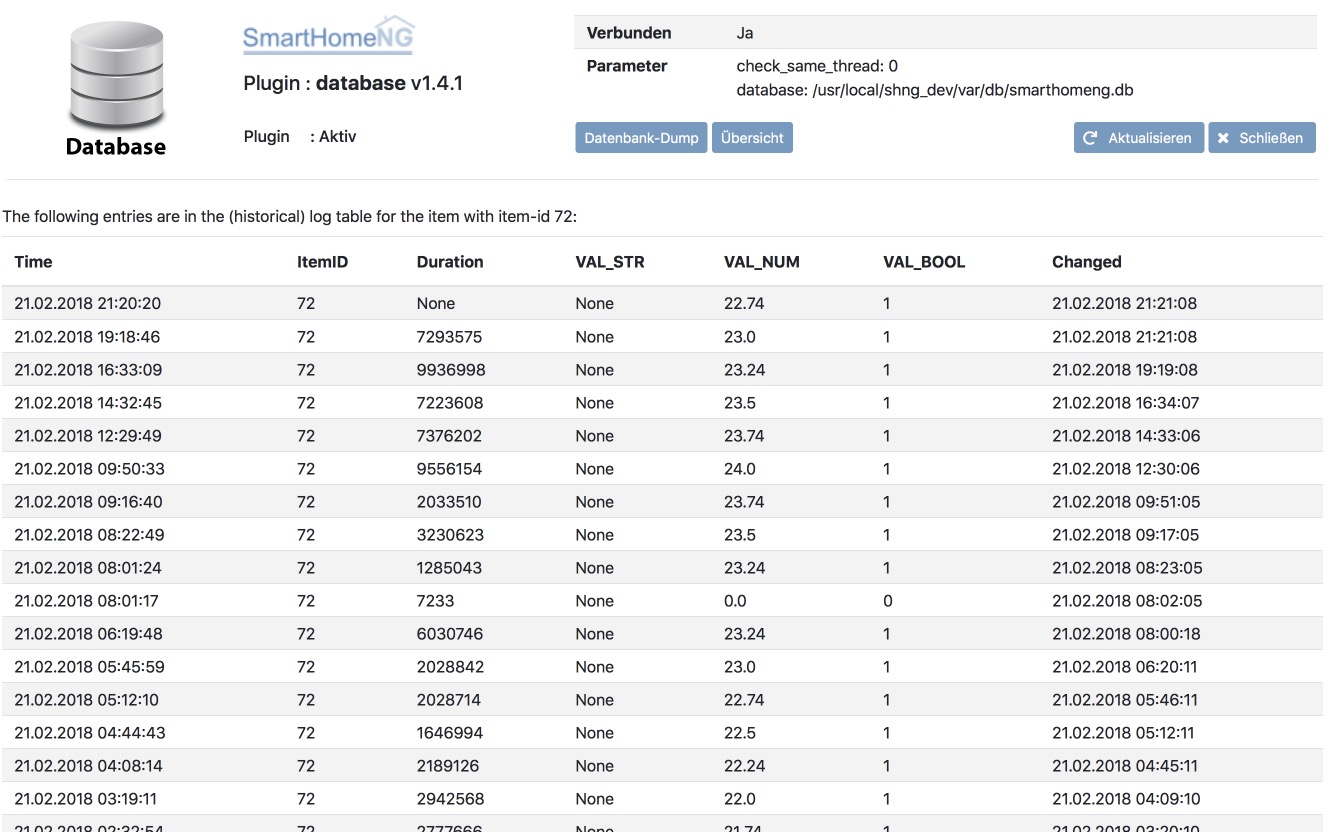 Database
SmartHomeNG
Plugin : database v1.4.1
Plugin : Aktiv
Verbunden Ja
Parameter check_same_thread: 0
database: /usr/local/shng_dev/var/db/smarthomeng.db
Datenbank-Dump Übersicht Aktualisieren Schließen
The following entries are in the (historical) log table for the item with item-id 72:
Time ItemID Duration VAL_STR VAL_NUM VAL_BOOL Changed
21.02.2018 21:20:20 72 None None 22.74 1 21.02.2018 21:21:08
21.02.2018 19:18:46 72 7293575 None 23.0 1 21.02.2018 21:21:08
21.02.2018 16:33:09 72 9936998 None 23.24 1 21.02.2018 19:19:08
21.02.2018 14:32:45 72 7223608 None 23.5 1 21.02.2018 16:34:07
21.02.2018 12:29:49 72 7376202 None 23.74 1 21.02.2018 14:33:06
21.02.2018 09:50:33 72 9556154 None 24.0 1 21.02.2018 12:30:06
21.02.2018 09:16:40 72 2033510 None 23.74 1 21.02.2018 09:51:05
21.02.2018 08:22:49 72 3230623 None 23.5 1 21.02.2018 09:17:05
21.02.2018 08:01:24 72 1285043 None 23.24 1 21.02.2018 08:23:05
21.02.2018 08:01:17 72 7233 None 0.0 0 21.02.2018 08:02:05
21.02.2018 06:19:48 72 6030746 None 23.24 1 21.02.2018 08:00:18
21.02.2018 05:45:59 72 2028842 None 23.0 1 21.02.2018 06:20:11
21.02.2018 05:12:10 72 2028714 None 22.74 1 21.02.2018 05:46:11
21.02.2018 04:44:43 72 1646994 None 22.5 1 21.02.2018 05:12:11
21.02.2018 04:08:14 72 2189126 None 22.24 1 21.02.2018 04:45:11
21.02.2018 03:19:11 72 2942568 None 22.0 1 21.02.2018 04:09:10
21.02.2018 02:32:54 72 2777666 None 21.74 1 21.02.2018 03:20:10